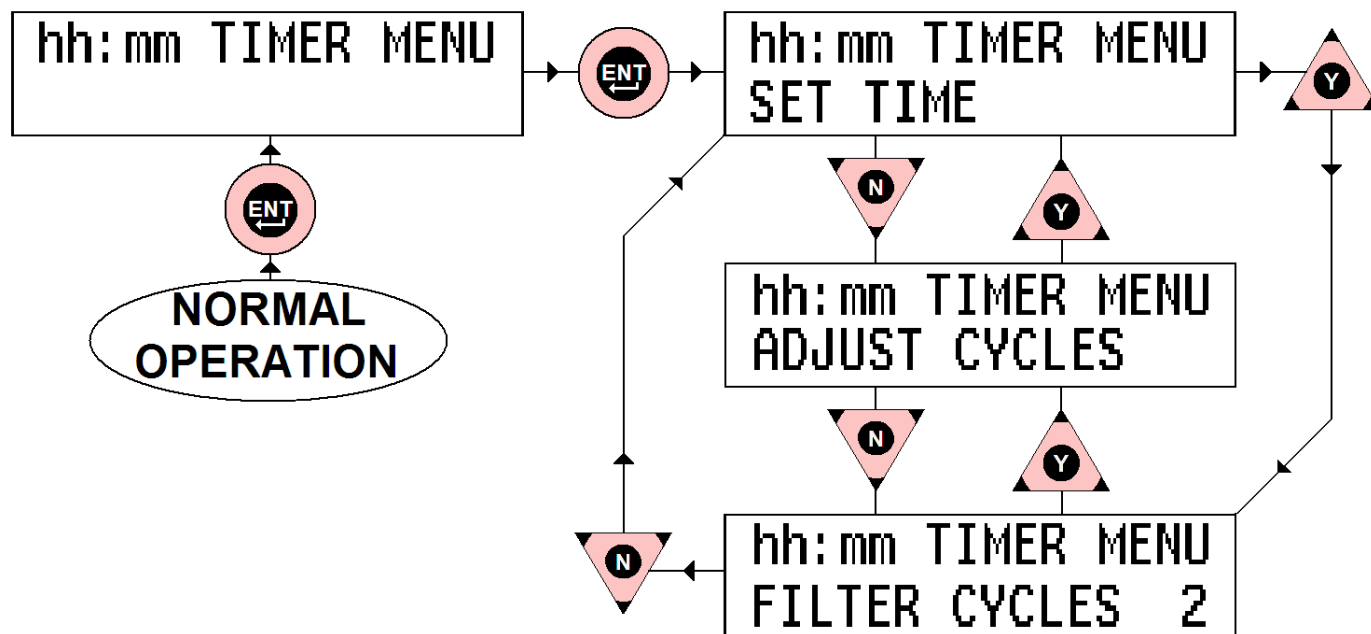 hh:mm TIMER MENU
ENT
hh:mm TIMER MENU
SET TIME
Y
ENT
N
Y
NORMAL
OPERATION
hh:mm TIMER MENU
ADJUST CYCLES
N
Y
N
hh:mm TIMER MENU
FILTER CYCLES 2